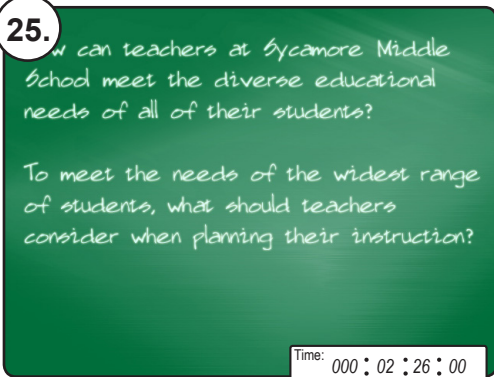 25.
w can teachers at Sycamore Middle
School meet the diverse educational
needs of all of their students?
To meet the needs of the widest range
of students, what should teachers
consider when planning their instruction?
Time: 000 : 02 : 26 : 00